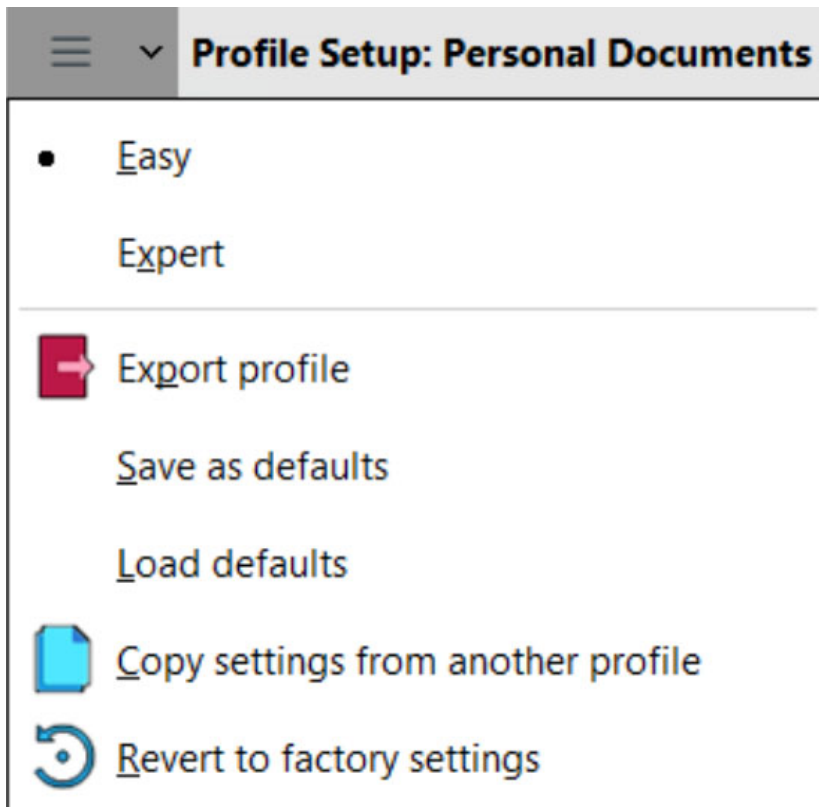 Profile Setup: Personal Documents
Easy
Expert
Export profile
Save as defaults
Load defaults
Copy settings from another profile
Revert to factory settings